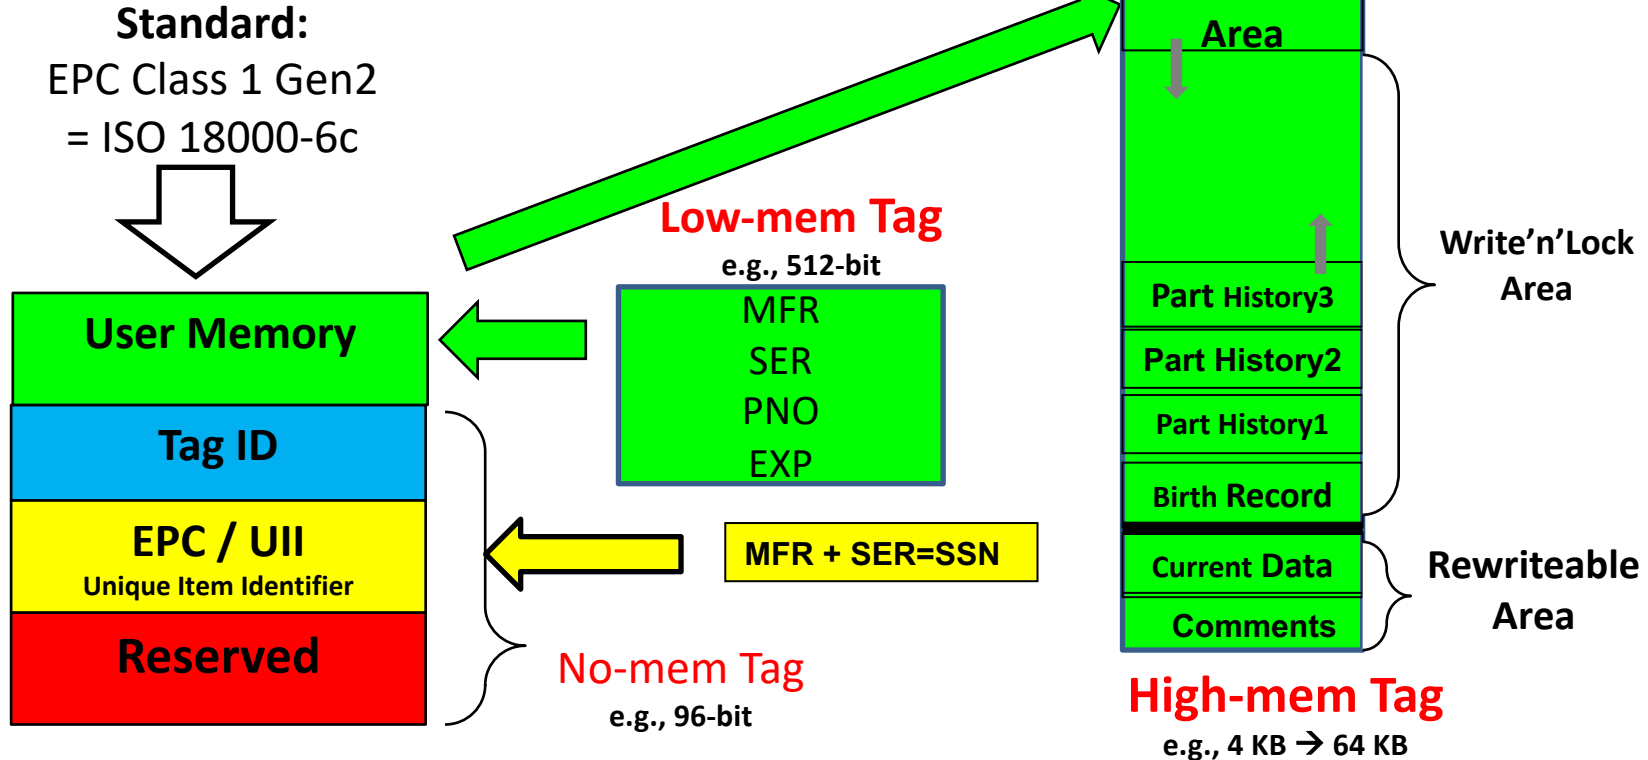 Standard:
EPC Class 1 Gen2
= ISO 18000-6c
User Memory
Tag ID
EPC / UII
Unique Item Identifier
Reserved
Low-mem Tag
e.g., 512-bit
MFR
SER
PNO
EXP
MFR + SER=SSN
No-mem Tag
e.g., 96-bit
Area
Part History3
Part History2
Part History1
Birth Record
Current Data
Comments
Write’n’Lock
Area
Rewriteable
Area
High-mem Tag
e.g., 4 KB → 64 KB